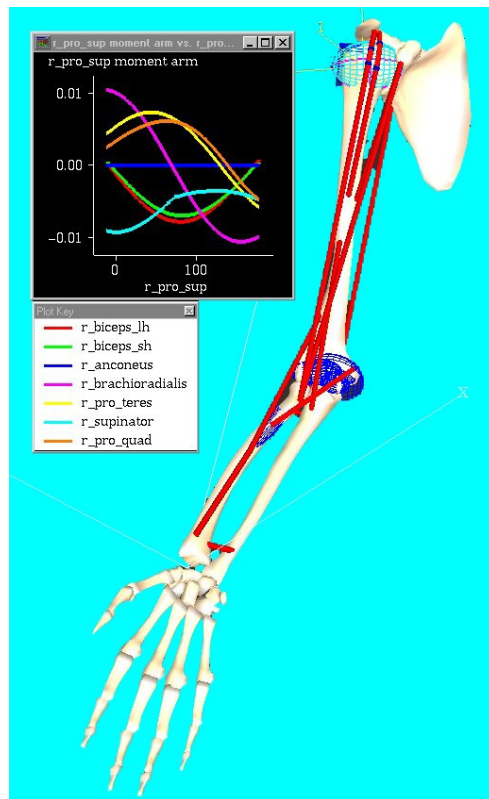 r_pro_sup moment arm vs. r_pro...
r_pro_sup moment arm
0.01
0.00
-0.01
0
100
r_pro_sup
Plot Key
r_biceps_lh
r_biceps_sh
r_anconeus
r_brachioradialis
r_pro_teres
r_supinator
r_pro_quad
X